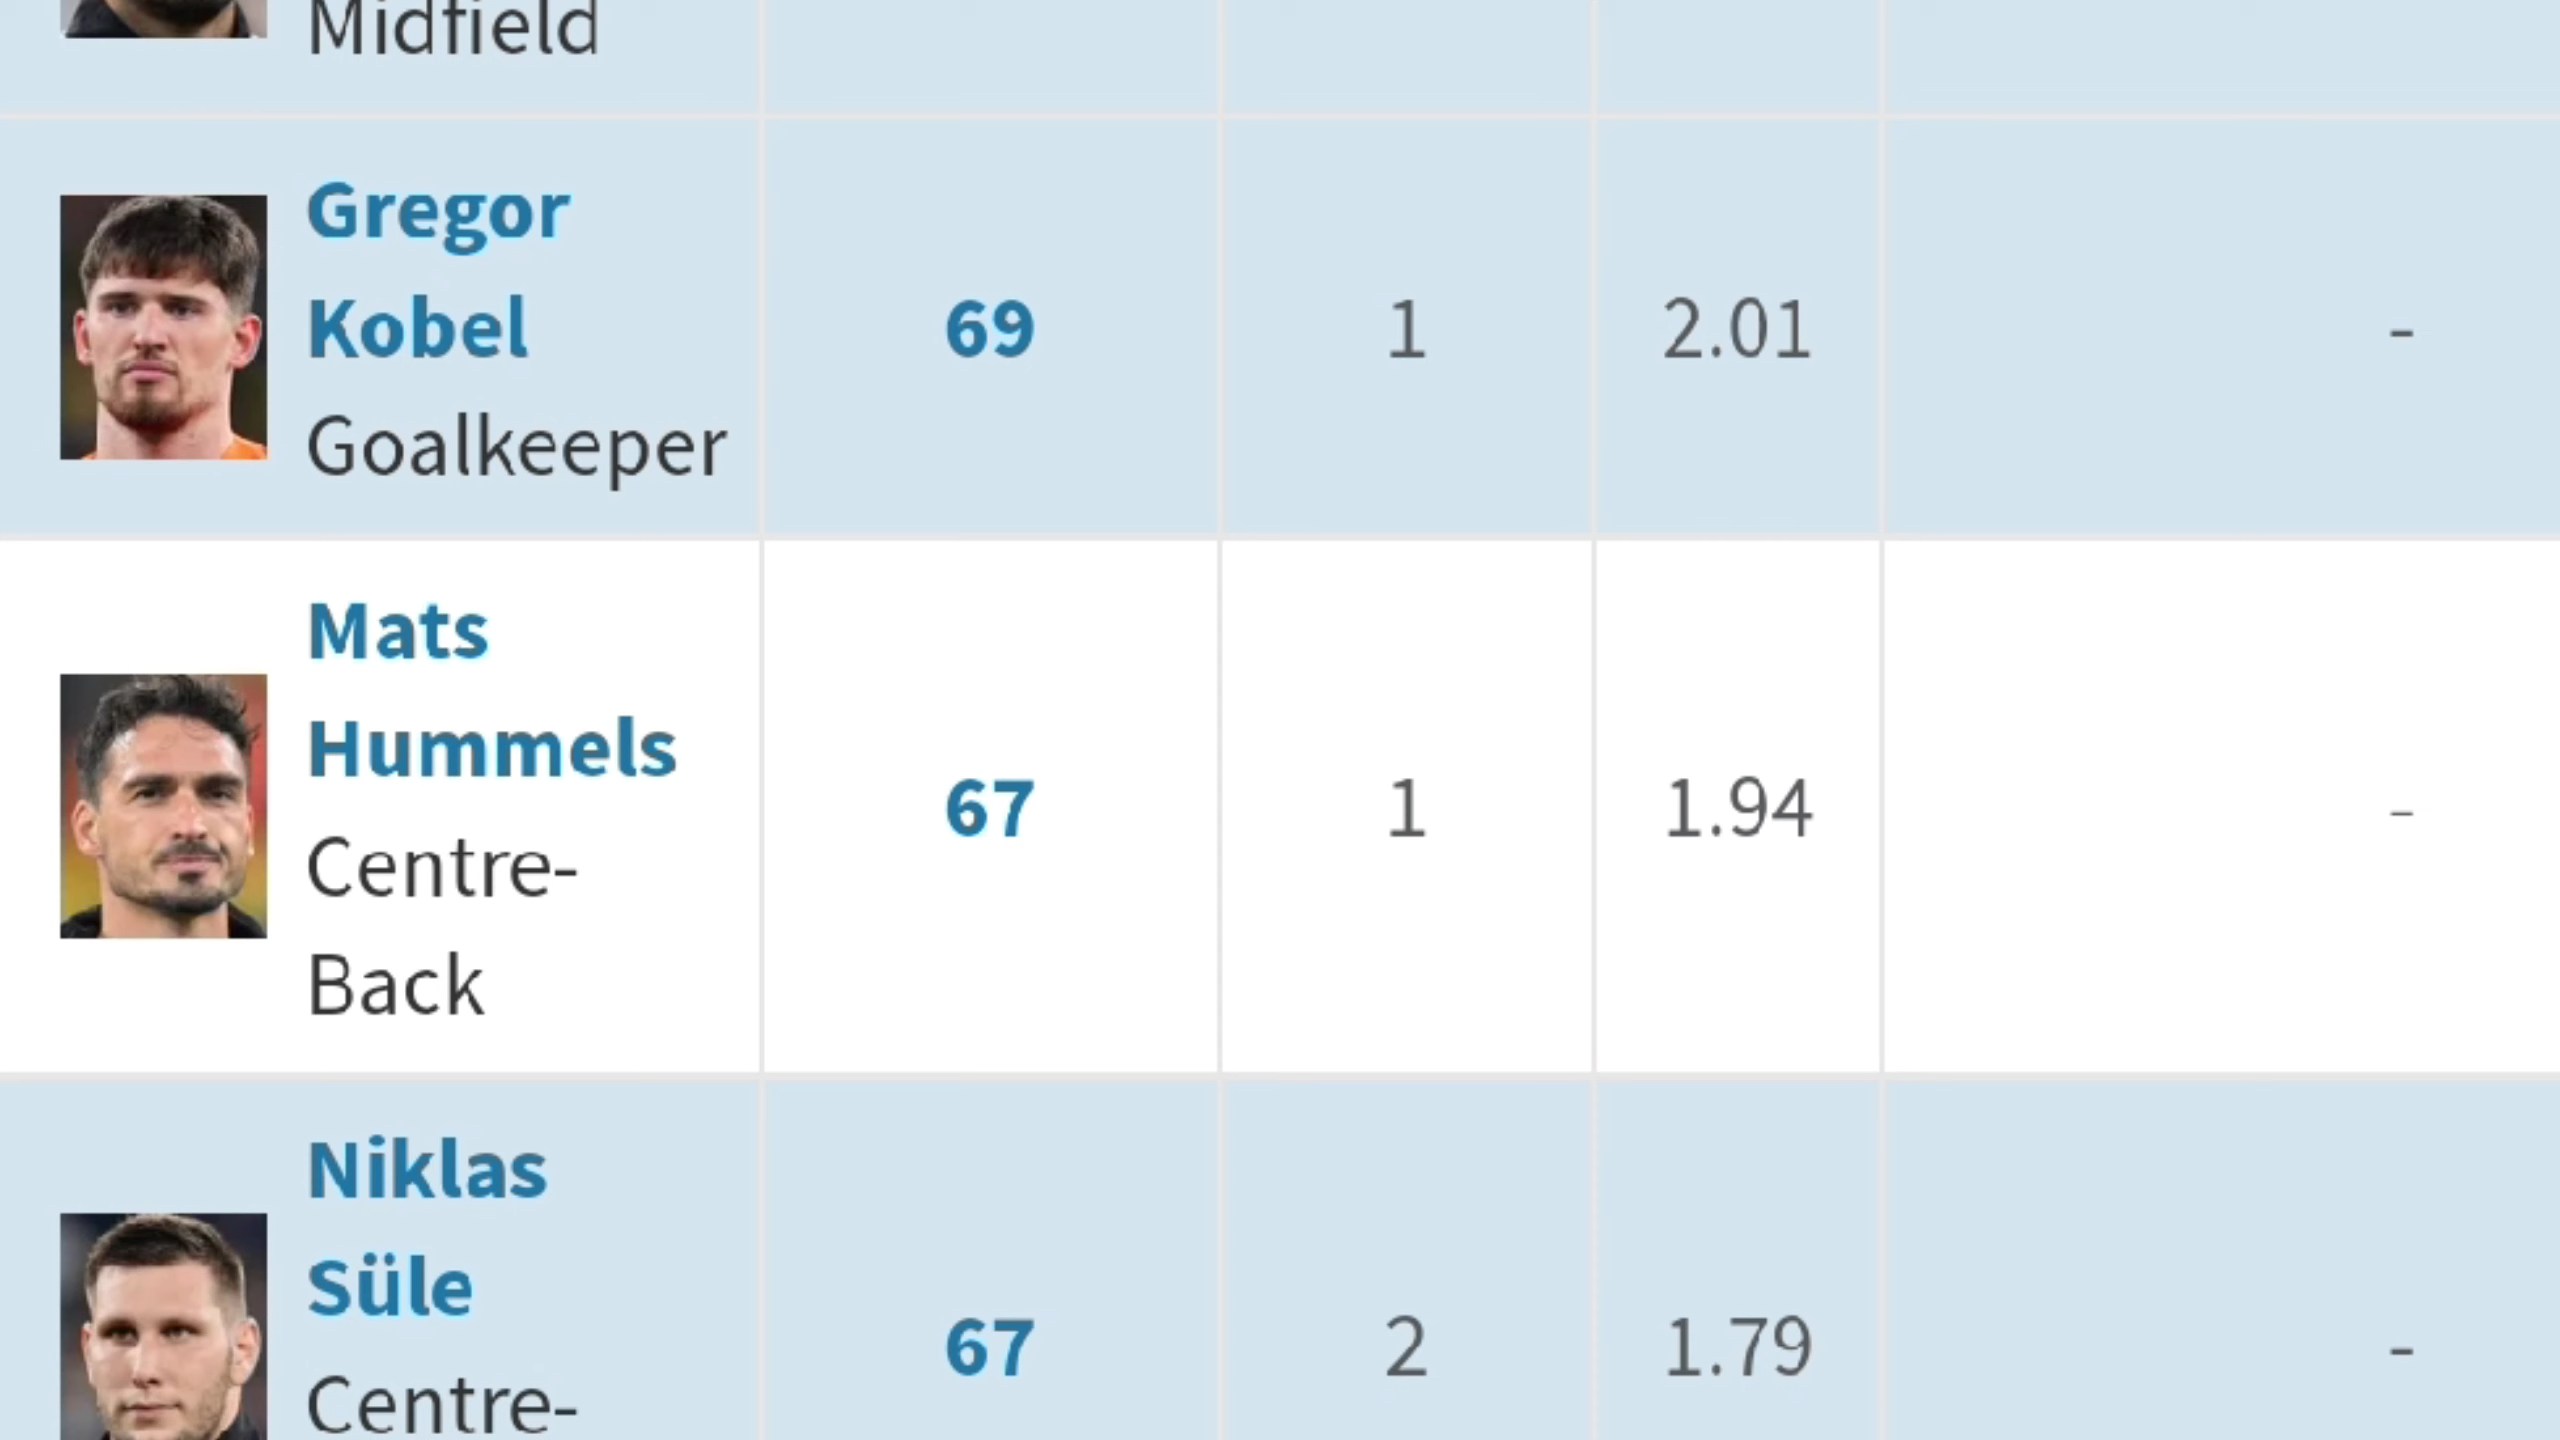 Midfield
Gregor
Kobel
Goalkeeper
69
1
2.01
-
Mats
Hummels
Centre-
Back
67
1
1.94
-
Niklas
Süle
Centre-
67
2
1.79
-